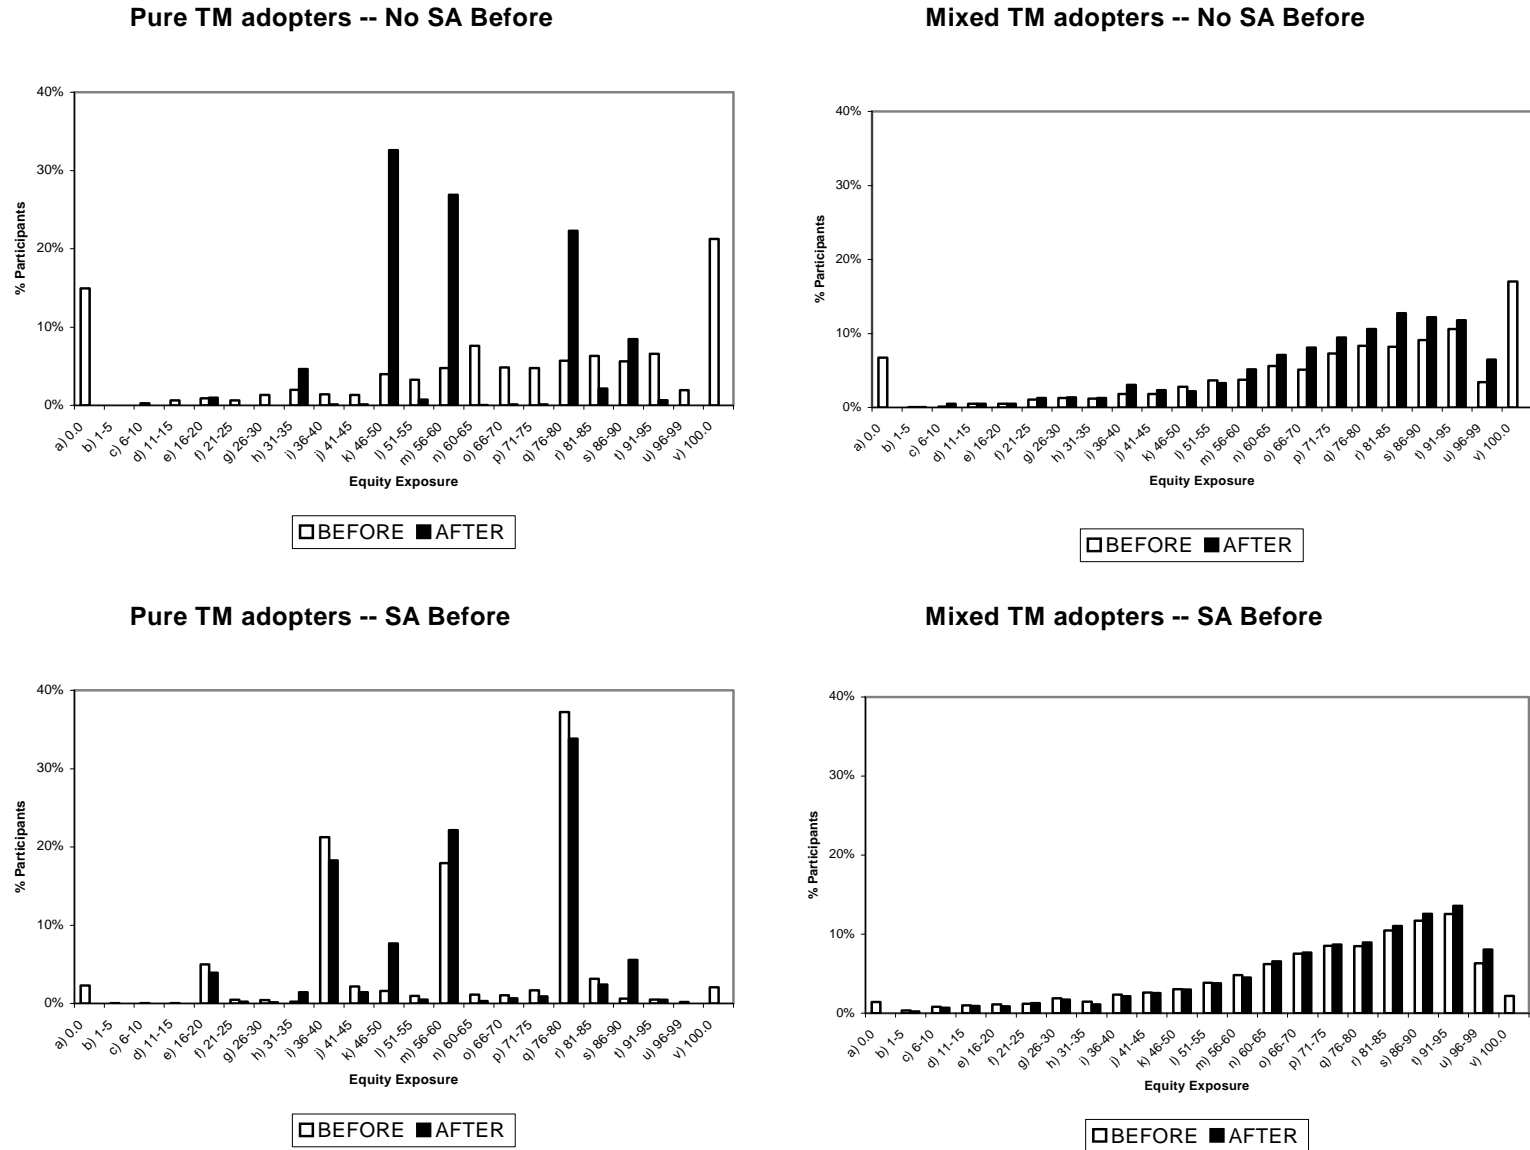 Pure TM adopters -- No SA Before
40%
30%
20%
10%
0%
% Participants
a) 0.0
b) 1-5
c) 6-10
d) 11-15
e) 16-20
f) 21-25
g) 26-30
h) 31-35
i) 36-40
j) 41-45
k) 46-50
l) 51-55
m) 56-60
n) 60-65
o) 66-70
p) 71-75
q) 76-80
r) 81-85
s) 86-90
t) 91-95
u) 96-99
v) 100.0
Equity Exposure
BEFORE AFTER
Mixed TM adopters -- No SA Before
40%
30%
20%
10%
0%
% Participants
a) 0.0
b) 1-5
c) 6-10
d) 11-15
e) 16-20
f) 21-25
g) 26-30
h) 31-35
i) 36-40
j) 41-45
k) 46-50
l) 51-55
m) 56-60
n) 60-65
o) 66-70
p) 71-75
q) 76-80
r) 81-85
s) 86-90
t) 91-95
u) 96-99
v) 100.0
Equity Exposure
BEFORE AFTER
Pure TM adopters -- SA Before
40%
30%
20%
10%
0%
% Participants
a) 0.0
b) 1-5
c) 6-10
d) 11-15
e) 16-20
f) 21-25
g) 26-30
h) 31-35
i) 36-40
j) 41-45
k) 46-50
l) 51-55
m) 56-60
n) 60-65
o) 66-70
p) 71-75
q) 76-80
r) 81-85
s) 86-90
t) 91-95
u) 96-99
v) 100.0
Equity Exposure
BEFORE AFTER
Mixed TM adopters -- SA Before
40%
30%
20%
10%
0%
% Participants
a) 0.0
b) 1-5
c) 6-10
d) 11-15
e) 16-20
f) 21-25
g) 26-30
h) 31-35
i) 36-40
j) 41-45
k) 46-50
l) 51-55
m) 56-60
n) 60-65
o) 66-70
p) 71-75
q) 76-80
r) 81-85
s) 86-90
t) 91-95
u) 96-99
v) 100.0
Equity Exposure
BEFORE AFTER